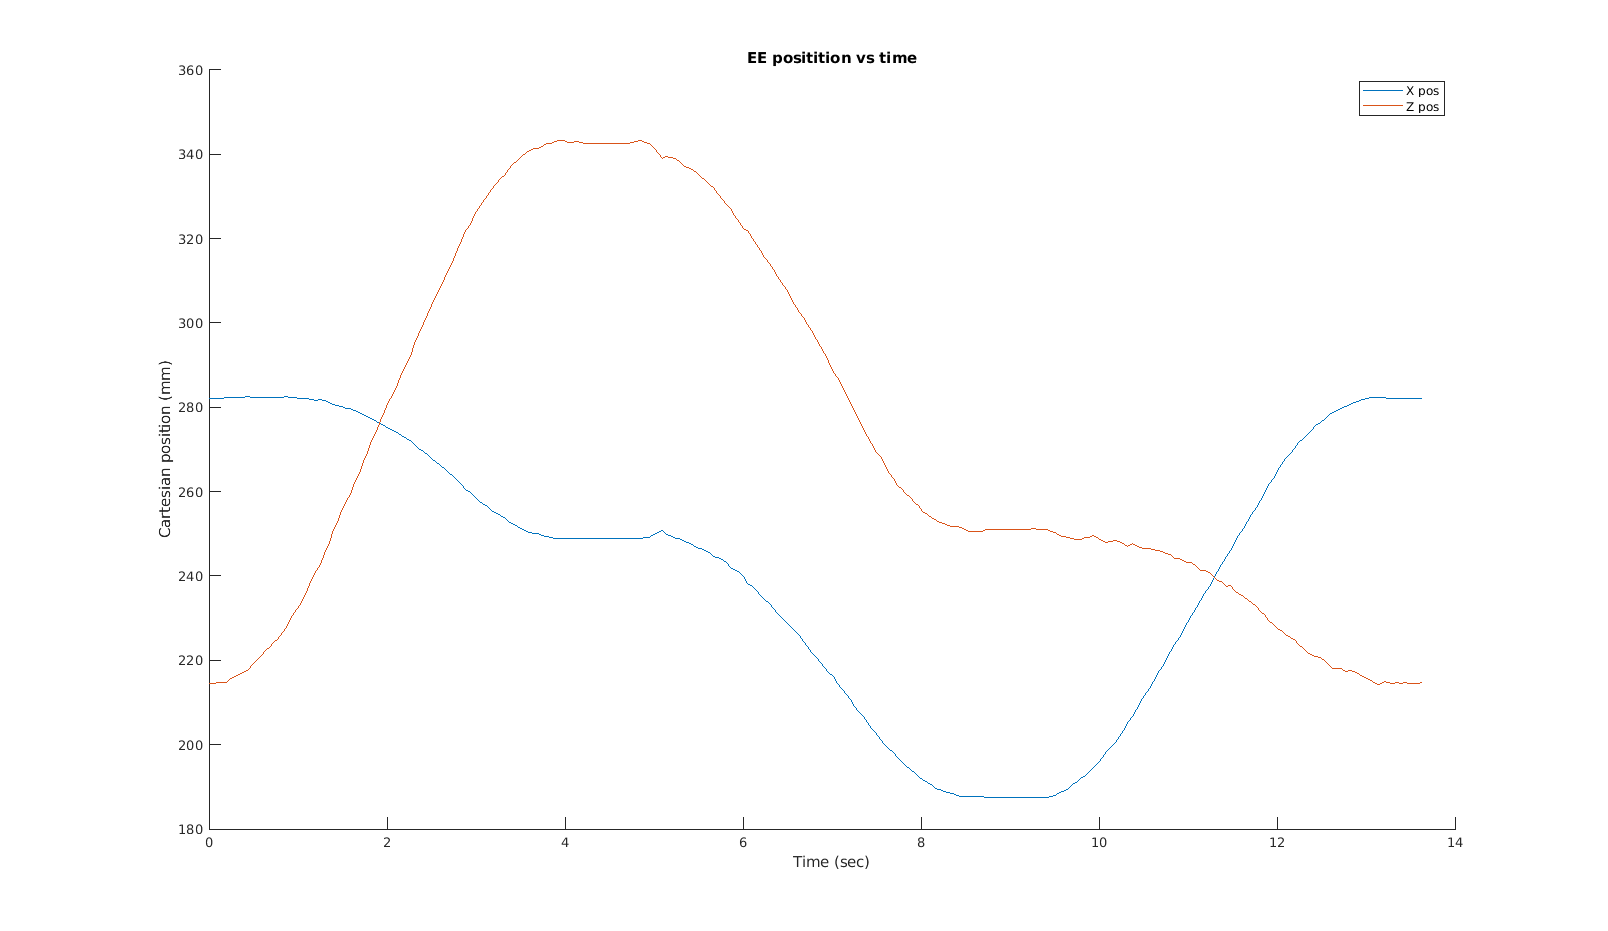 EE positition vs time
X pos
Z pos
360
340
320
300
280
260
240
220
200
180
Cartesian position (mm)
0 2 4 6 8 10 12 14
Time (sec)